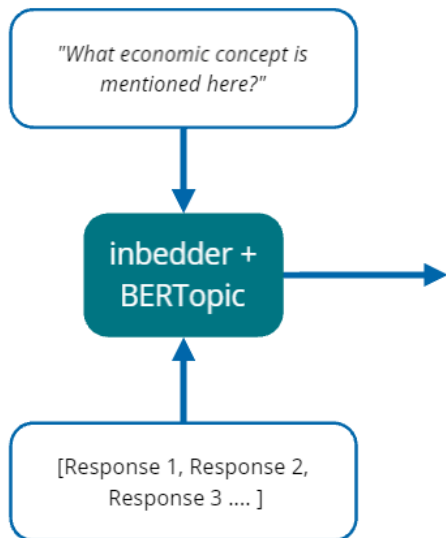 "What economic concept is
mentioned here?"
inbedder +
BERTopic
[Response 1, Response 2,
Response 3 .... ]